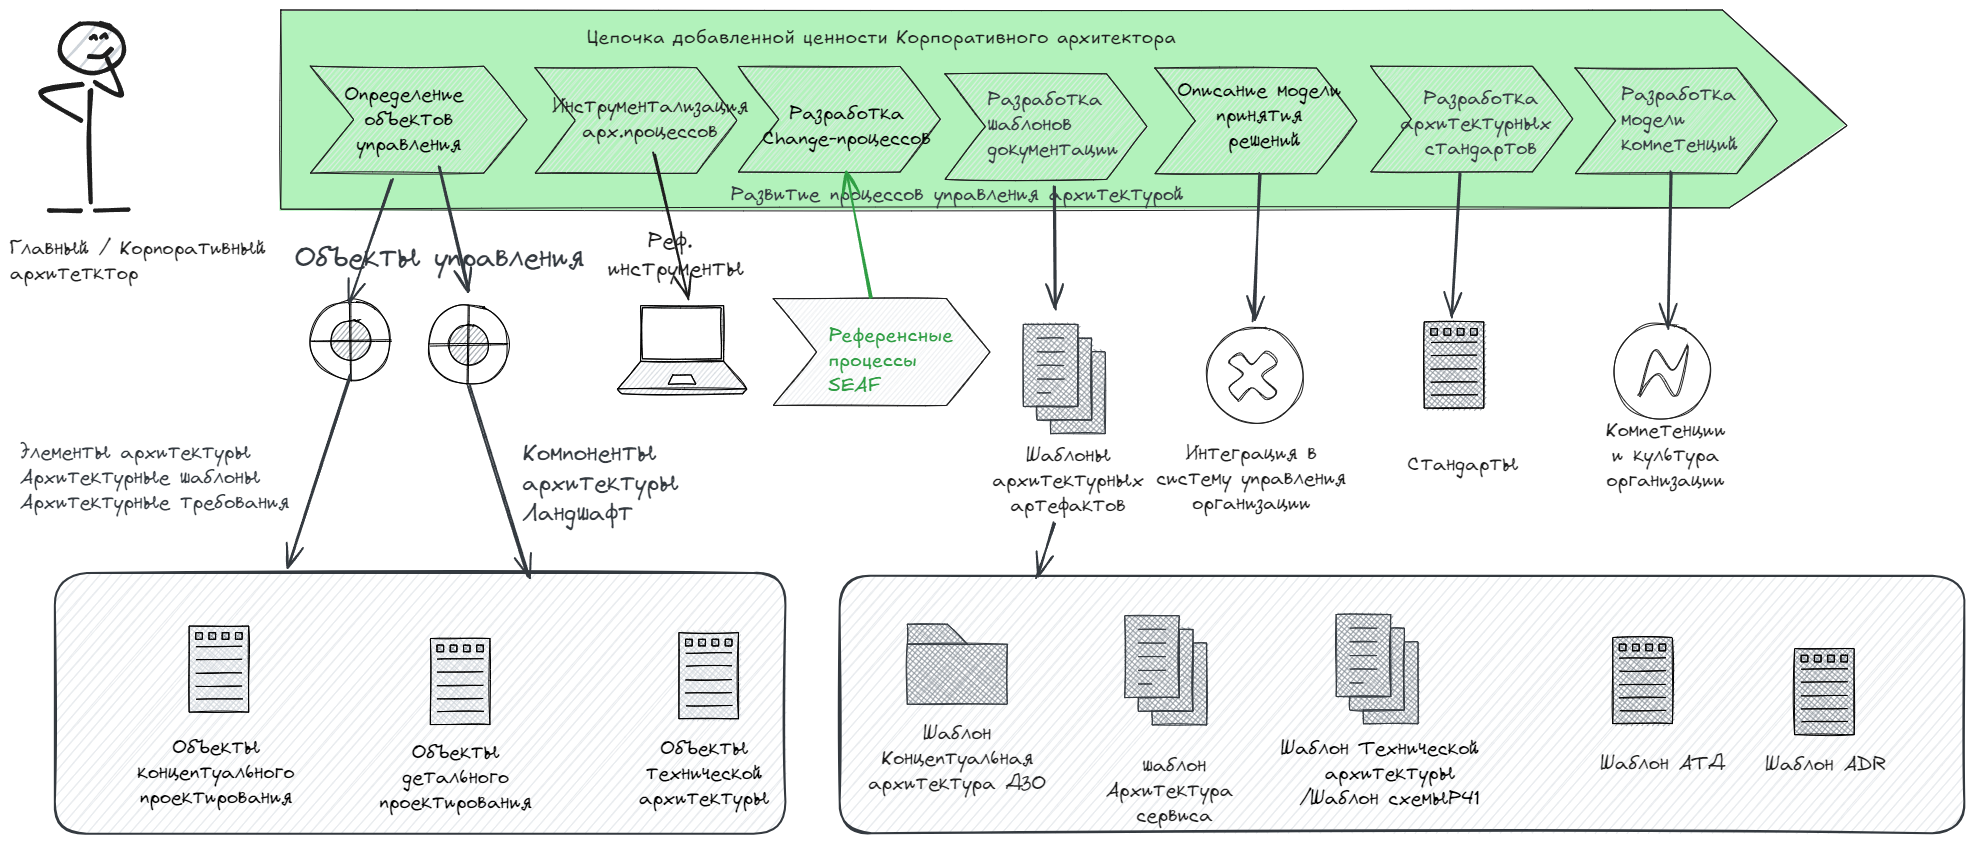 Цепочка добавленной ценности Корпоративного архитектора
Определение
объектов
управления
Инструментализация
арх.процессов
Разработка
Change-процессов
Разработка
шаблонов
документации
Описание модели
принятия
решений
Разработка
архитектурных
стандартов
Разработка
модели
компетенций
Развитие процессов управления архитектурой
Главный / Корпоративный
архитетктор
Объекты управления
Реф.
инструменты
Референсные
процессы
SEAF
Элементы архитектуры
Архитектурные шаблоны
Архитектурные требования
Компоненты
архитектуры
Ландшафт
Шаблоны
архитектурных
артефактов
Интеграция в
систему управления
организации
Стандарты
Компетенции
и культура
организации
Объекты
концептуального
проектирования
Объекты
детального
проектирования
Объекты
технической
архитектуры
Шаблон
Концептуальная
архитектура ДЗО
шаблон
Архитектура
сервиса
Шаблон Технической
архитектуры
/Шаблон схемыР41
Шаблон АТД
Шаблон ADR